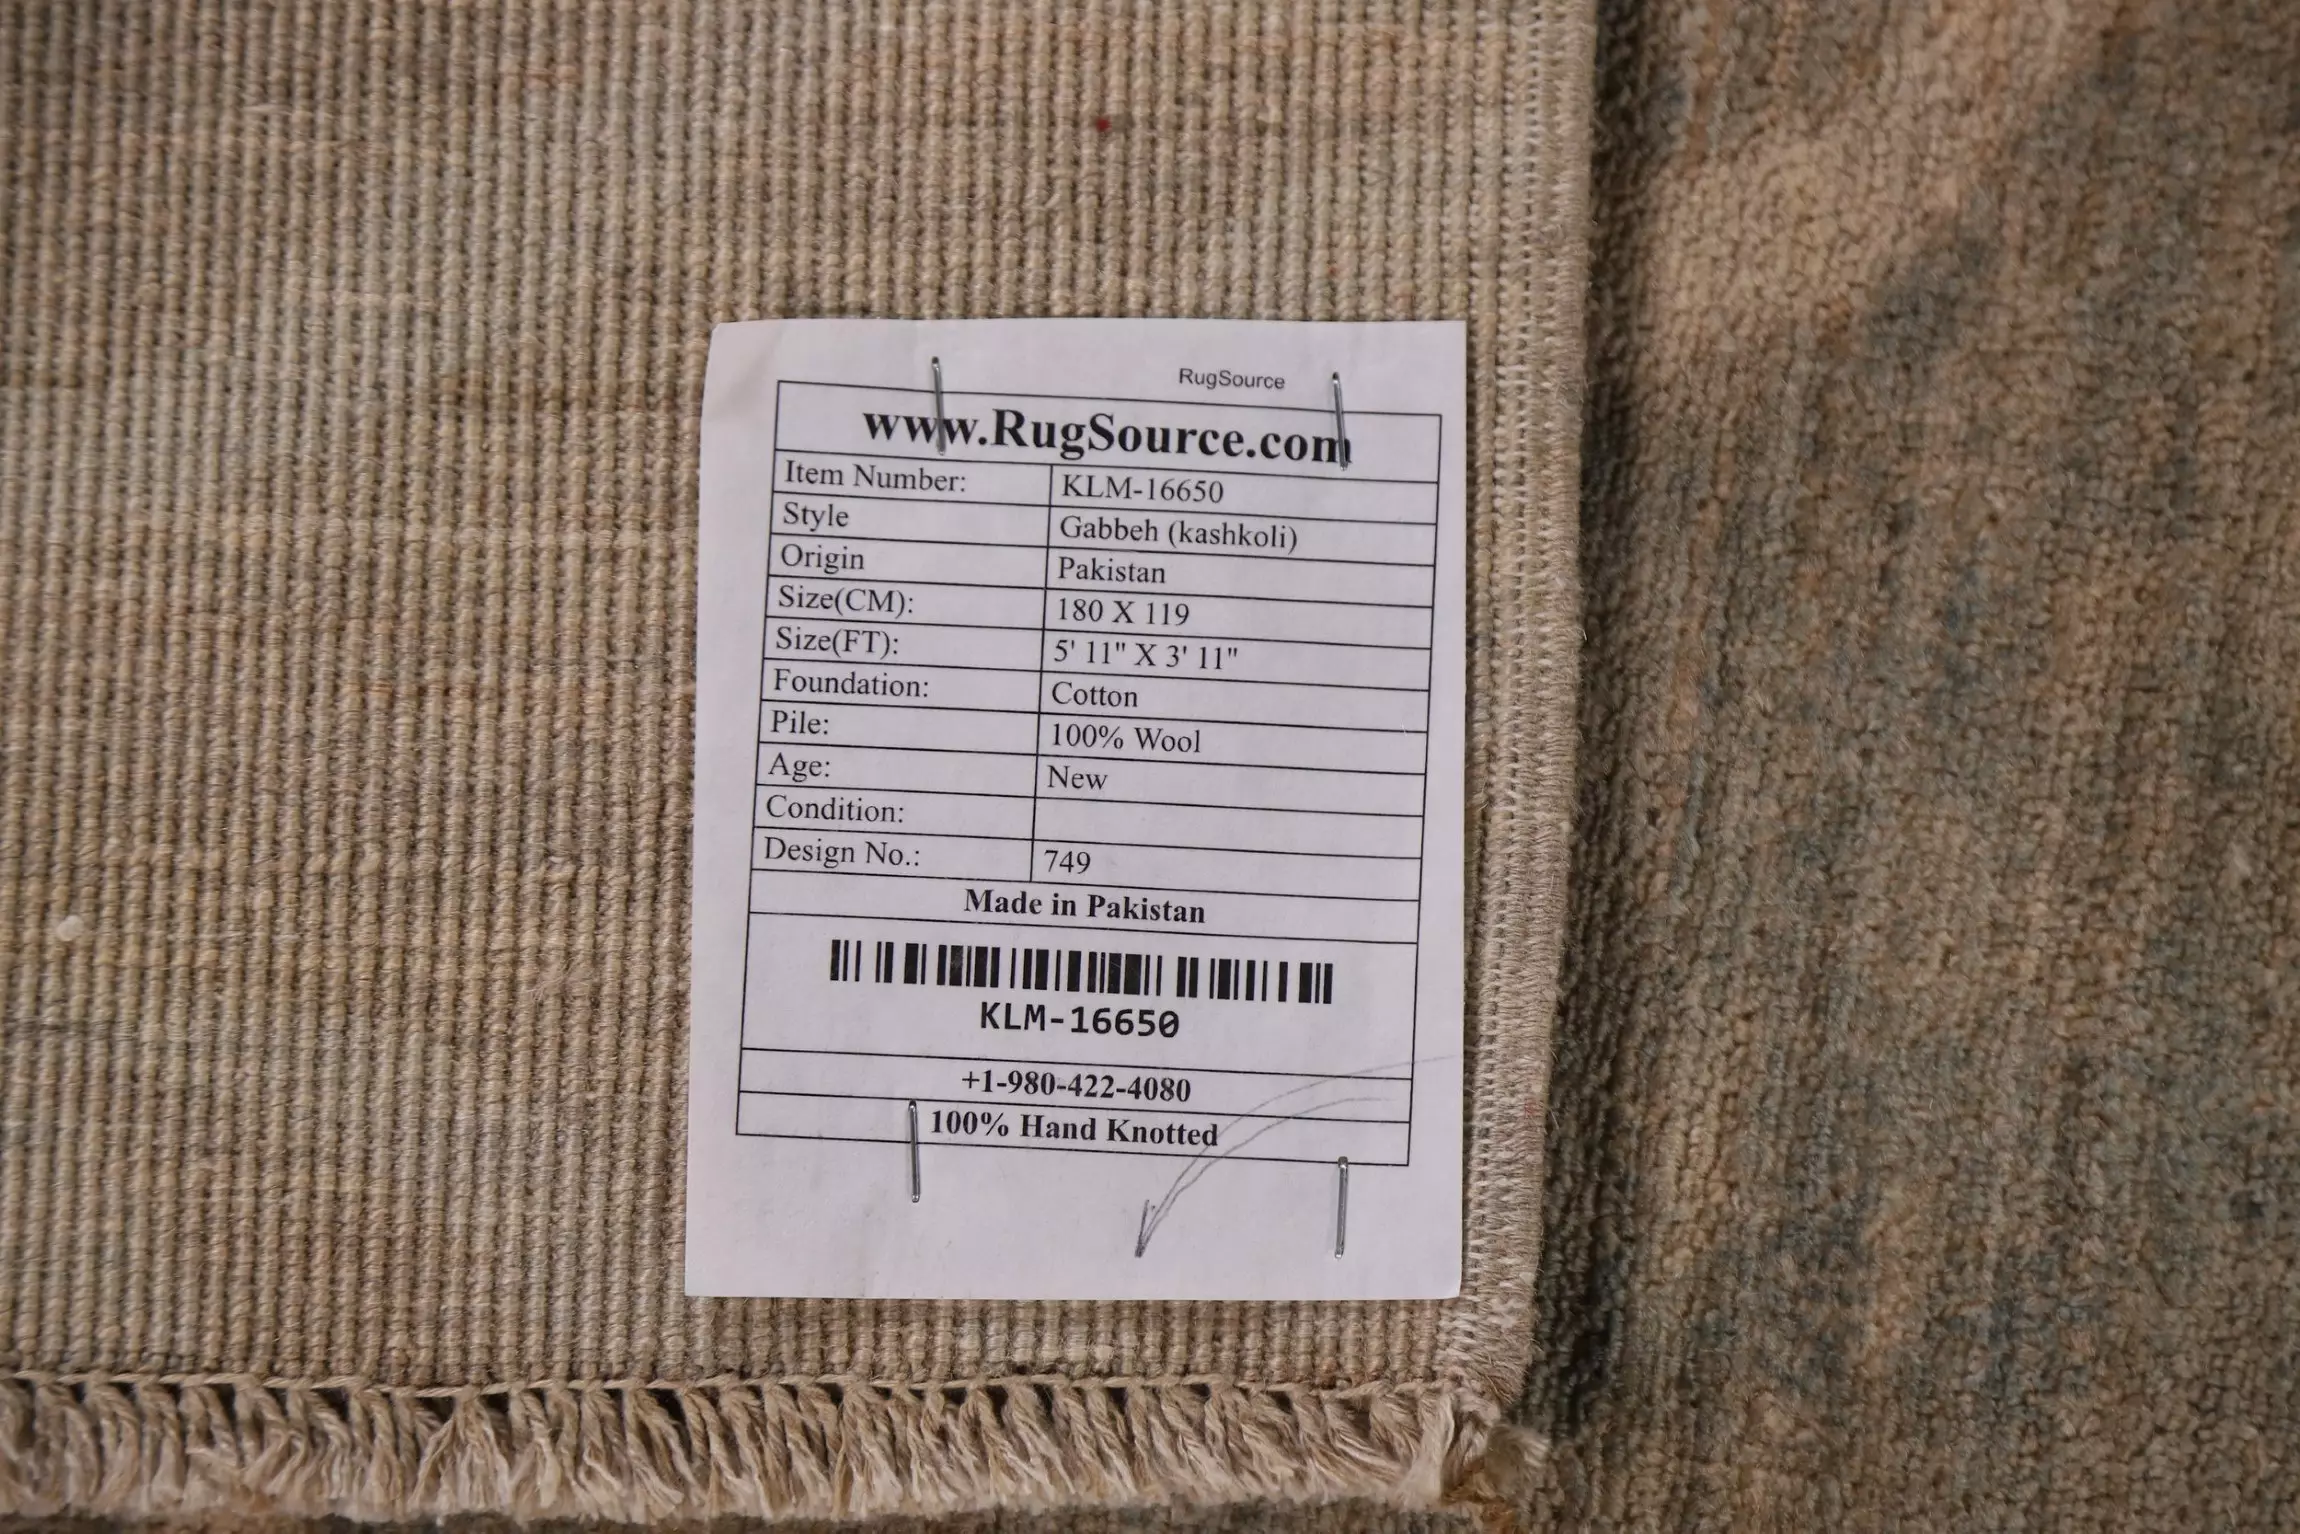 RugSource
www.RugSource.com
Item Number: KLM-16650
Style Gabbeh (kashkoli)
Origin Pakistan
Size(CM): 180 X 119
Size(FT): 5' 11" X 3' 11"
Foundation: Cotton
Pile: 100% Wool
Age: New
Condition:
Design No.: 749
Made in Pakistan
KLM-16650
+1-980-422-4080
100% Hand Knotted